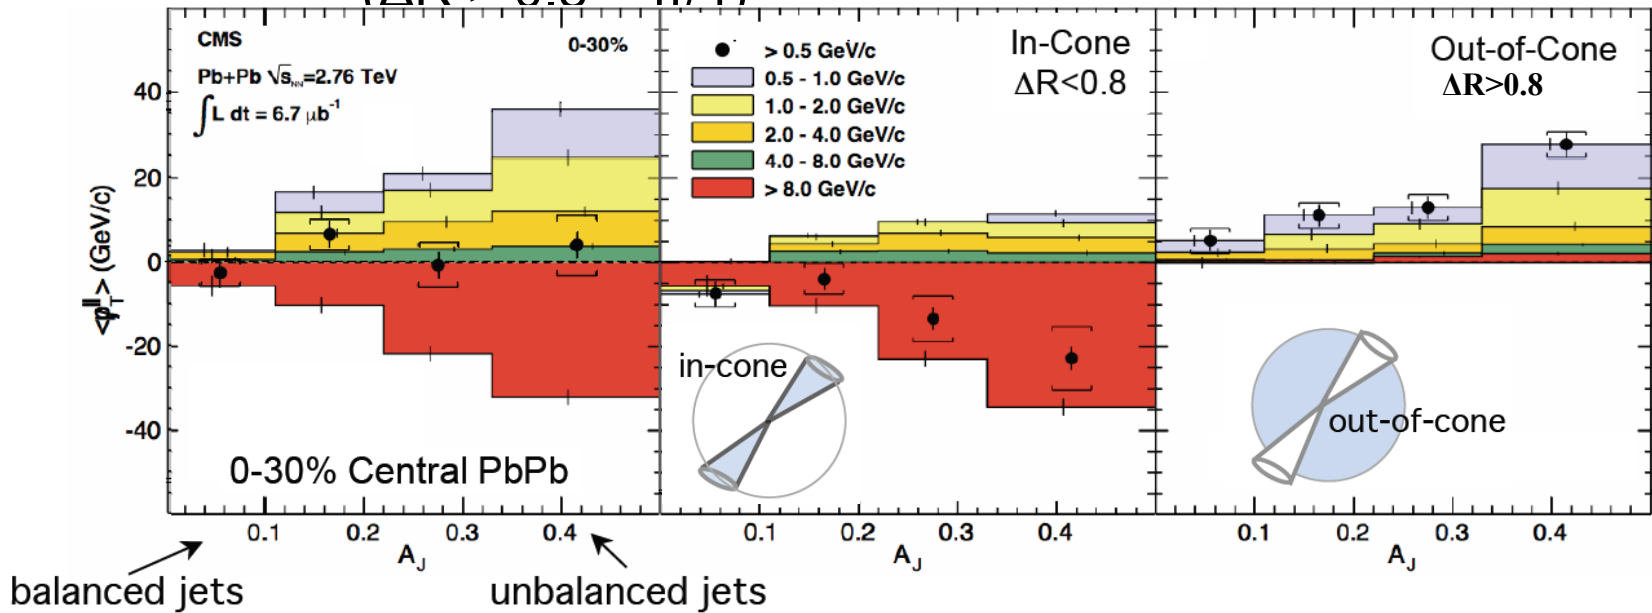 CMS
0-30%
Pb+Pb √s_NN=2.76 TeV
∫L dt = 6.7 μb⁻¹
> 0.5 GeV/c
0.5 - 1.0 GeV/c
1.0 - 2.0 GeV/c
2.0 - 4.0 GeV/c
4.0 - 8.0 GeV/c
> 8.0 GeV/c
In-Cone
ΔR<0.8
Out-of-Cone
ΔR>0.8
40
20
0
-20
-40
(GeV/c)
0-30% Central PbPb
in-cone
out-of-cone
0.1 0.2 0.3 0.4
0.1 0.2 0.3 0.4
0.1 0.2 0.3 0.4
A_J
A_J
A_J
balanced jets
unbalanced jets